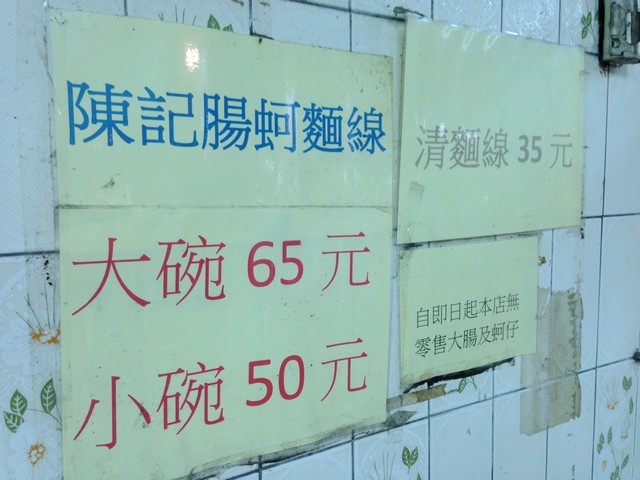 陳記腸蚵麵線
大碗 65 元
小碗 50 元
清麵線 35 元
自即日起本店無
零售大腸及蚵仔